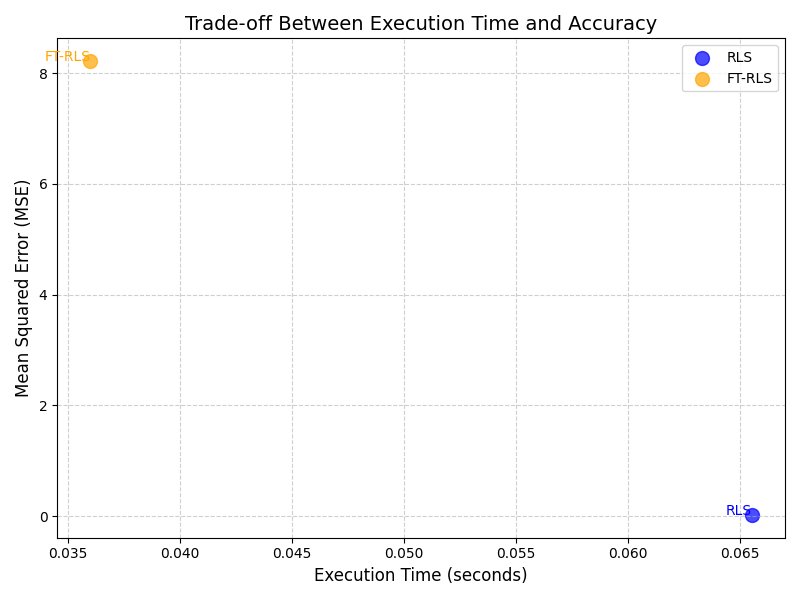 Trade-off Between Execution Time and Accuracy
FT-RLS
RLS
FT-RLS
8
6
4
2
0
Mean Squared Error (MSE)
RLS
0.035 0.040 0.045 0.050 0.055 0.060 0.065
Execution Time (seconds)